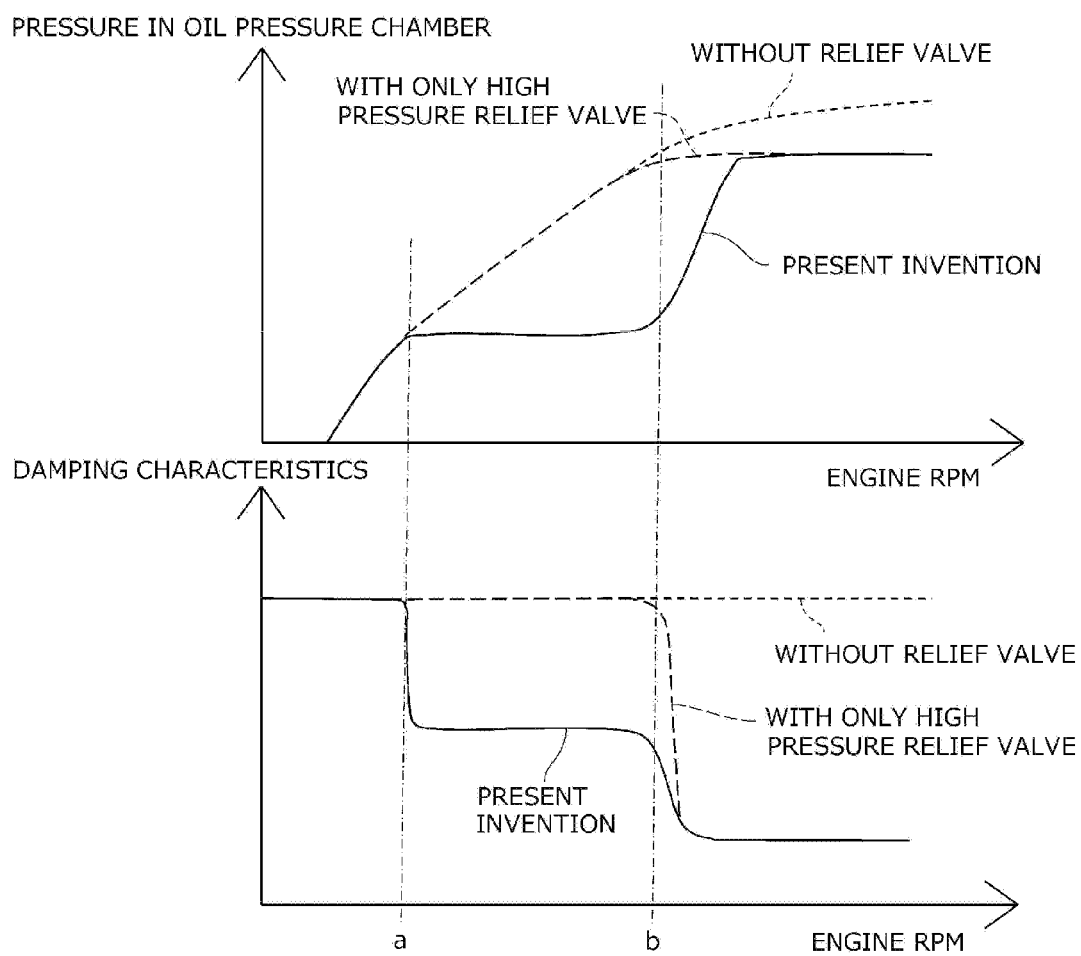 PRESSURE IN OIL PRESSURE CHAMBER
WITHOUT RELIEF VALVE
WITH ONLY HIGH
PRESSURE RELIEF VALVE
PRESENT INVENTION
ENGINE RPM
DAMPING CHARACTERISTICS
WITHOUT RELIEF VALVE
WITH ONLY HIGH
PRESSURE RELIEF VALVE
PRESENT
INVENTION
a
b
ENGINE RPM